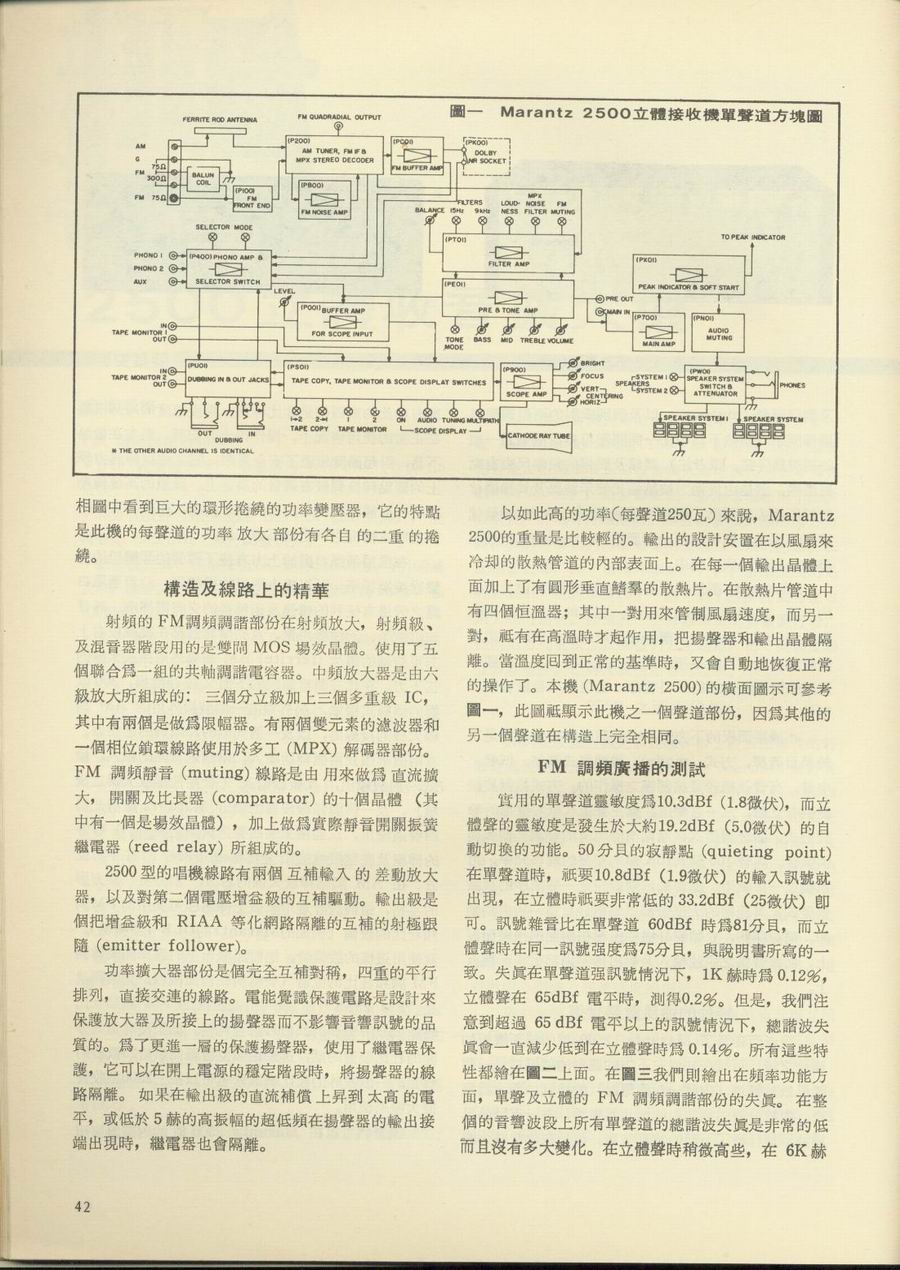 圖一　Marantz 2500立體接收機單聲道方塊圖
FERRITE ROD ANTENNA
FM QUADRADIAL OUTPUT
AM
G
75Ω
FM
300Ω
FM 75Ω
BALUN
COIL
(P100)
FM
FRONT END
(P200)
AM TUNER, FM IF &
MPX STEREO DECODER
(P800)
FM NOISE AMP
(PC01)
FM BUFFER AMP
(PK00)
DOLBY
NR SOCKET
SELECTOR MODE
PHONO 1
PHONO 2
AUX
(P400) PHONO AMP &
SELECTOR SWITCH
BALANCE
FILTERS
15Hz 9kHz
LOUD-
NESS
MPX
NOISE
FILTER
FM
MUTING
(PT01)
FILTER AMP
(PE01)
PRE & TONE AMP
TONE
MODE
BASS MID TREBLE VOLUME
LEVEL
(P001) BUFFER AMP
FOR SCOPE INPUT
TO PEAK INDICATOR
(PX01)
PEAK INDICATOR & SOFT START
PRE OUT
MAIN IN
(P700)
MAIN AMP
(PN01)
AUDIO
MUTING
IN
TAPE MONITOR 1
OUT
IN
TAPE MONITOR 2
OUT
(PU01)
DUBBING IN & OUT JACKS
OUT IN
DUBBING
(PS01)
TAPE COPY, TAPE MONITOR & SCOPE DISPLAY SWITCHES
1→2 2→1 1 2 ON AUDIO TUNING MULTIPATH
TAPE COPY TAPE MONITOR SCOPE DISPLAY
(P900)
SCOPE AMP
BRIGHT
FOCUS
VERT
CENTERING
HORIZ
CATHODE RAY TUBE
SYSTEM 1
SPEAKERS
SYSTEM 2
(PW01)
SPEAKER SYSTEM
SWITCH &
ATTENUATOR
PHONES
SPEAKER SYSTEM 1 SPEAKER SYSTEM
※ THE OTHER AUDIO CHANNEL IS IDENTICAL
相圖中看到巨大的環形捲繞的功率變壓器，它的特點
是此機的每聲道的功率 放大 部份有各自 的二重 的捲
繞。
構造及線路上的精華
射頻的 FM調頻調諧部份在射頻放大，射頻級、
及混音器階段用的是雙閘 MOS 場效晶體。使用了五
個聯合爲一組的共軸調諧電容器。中頻放大器是由六
級放大所組成的： 三個分立級加上三個多重級 IC，
其中有兩個是做爲限幅器。有兩個雙元素的濾波器和
一個相位鎖環線路使用於多工 (MPX) 解碼器部份。
FM 調頻靜音 (muting) 線路是由 用來做爲 直流擴
大， 開關及比長器 (comparator) 的十個晶體 （其
中有一個是場效晶體），加上做爲實際靜音開關振簧
繼電器 (reed relay) 所組成的。
2500 型的唱機線路有兩個 互補輸入 的 差動放大
器，以及對第二個電壓增益級的互補驅動。輸出級是
個把增益級和 RIAA 等化網路隔離的互補的射極跟
隨 (emitter follower)。
功率擴大器部份是個完全互補對稱，四重的平行
排列，直接交連的線路。電能覺識保護電路是設計來
保護放大器及所接上的揚聲器而不影響音響訊號的品
質的。爲了更進一層的保護揚聲器，使用了繼電器保
護，它可以在開上電源的穩定階段時，將揚聲器的線
路隔離。 如果在輸出級的直流補償 上昇到 太高 的電
平，或低於 5 赫的高振幅的超低頻在揚聲器的輸出接
端出現時，繼電器也會隔離。
以如此高的功率（每聲道250瓦）來說，Marantz
2500的重量是比較輕的。輸出的設計安置在以風扇來
冷却的散熱管道的內部表面上。在每一個輸出晶體上
面加上了有圓形垂直鰭羣的散熱片。在散熱片管道中
有四個恒溫器；其中一對用來管制風扇速度，而另一
對，祗有在高溫時才起作用，把揚聲器和輸出晶體隔
離。當溫度囘到正常的基準時，又會自動地恢復正常
的操作了。本機 (Marantz 2500) 的橫面圖示可參考
圖一，此圖祗顯示此機之一個聲道部份，因爲其他的
另一個聲道在構造上完全相同。
FM 調頻廣播的測試
實用的單聲道靈敏度爲10.3dBf (1.8微伏)，而立
體聲的靈敏度是發生於大約19.2dBf (5.0微伏) 的自
動切換的功能。50 分貝的寂靜點 (quieting point)
在單聲道時，祗要10.8dBf (1.9微伏) 的輸入訊號就
出現，在立體時祗要非常低的 33.2dBf (25微伏) 卽
可。訊號雜音比在單聲道 60dBf 時爲81分貝，而立
體聲時在同一訊號强度爲75分貝，與說明書所寫的一
致。失眞在單聲道强訊號情況下，1K 赫時爲 0.12%，
立體聲在 65dBf 電平時，測得0.2%。但是，我們注
意到超過 65 dBf 電平以上的訊號情況下，總諧波失
眞會一直減少低到在立體聲時爲 0.14%。所有這些特
性都繪在圖二上面。在圖三我們則繪出在頻率功能方
面，單聲及立體的 FM 調頻調諧部份的失眞。 在整
個的音響波段上所有單聲道的總諧波失眞是非常的低
而且沒有多大變化。在立體聲時稍微高些，在 6K 赫
42